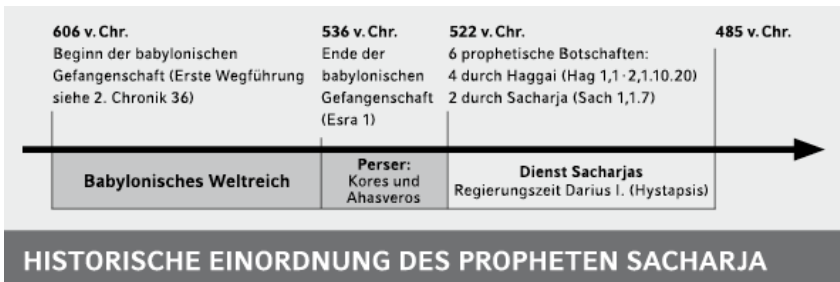 606 v. Chr.
Beginn der babylonischen
Gefangenschaft (Erste Wegführung
siehe 2. Chronik 36)
536 v. Chr.
Ende der
babylonischen
Gefangenschaft
(Esra 1)
522 v. Chr.
6 prophetische Botschaften:
4 durch Haggai (Hag 1,1·2,1.10.20)
2 durch Sacharja (Sach 1,1.7)
485 v. Chr.
Babylonisches Weltreich
Perser:
Kores und
Ahasveros
Dienst Sacharjas
Regierungszeit Darius I. (Hystapsis)
HISTORISCHE EINORDNUNG DES PROPHETEN SACHARJA